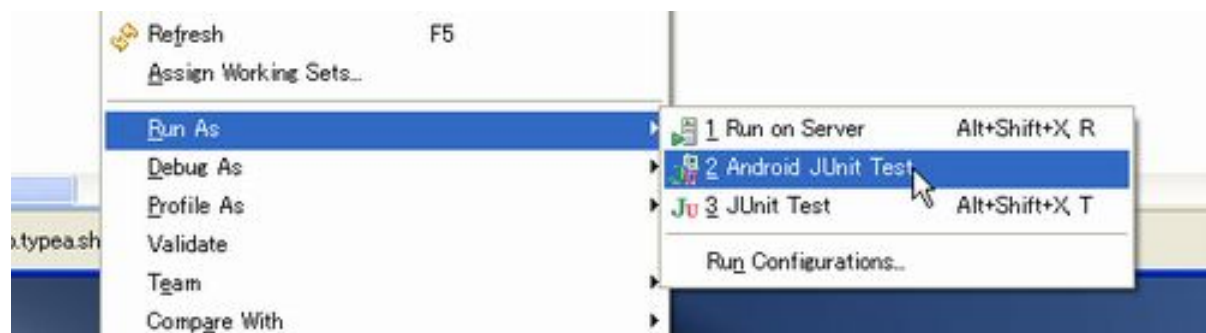 Refresh F5
Assign Working Sets...
Run As
Debug As
Profile As
Validate
Team
Compare With
1 Run on Server Alt+Shift+X, R
2 Android JUnit Test
3 JUnit Test Alt+Shift+X, T
Run Configurations...
.typea.sh